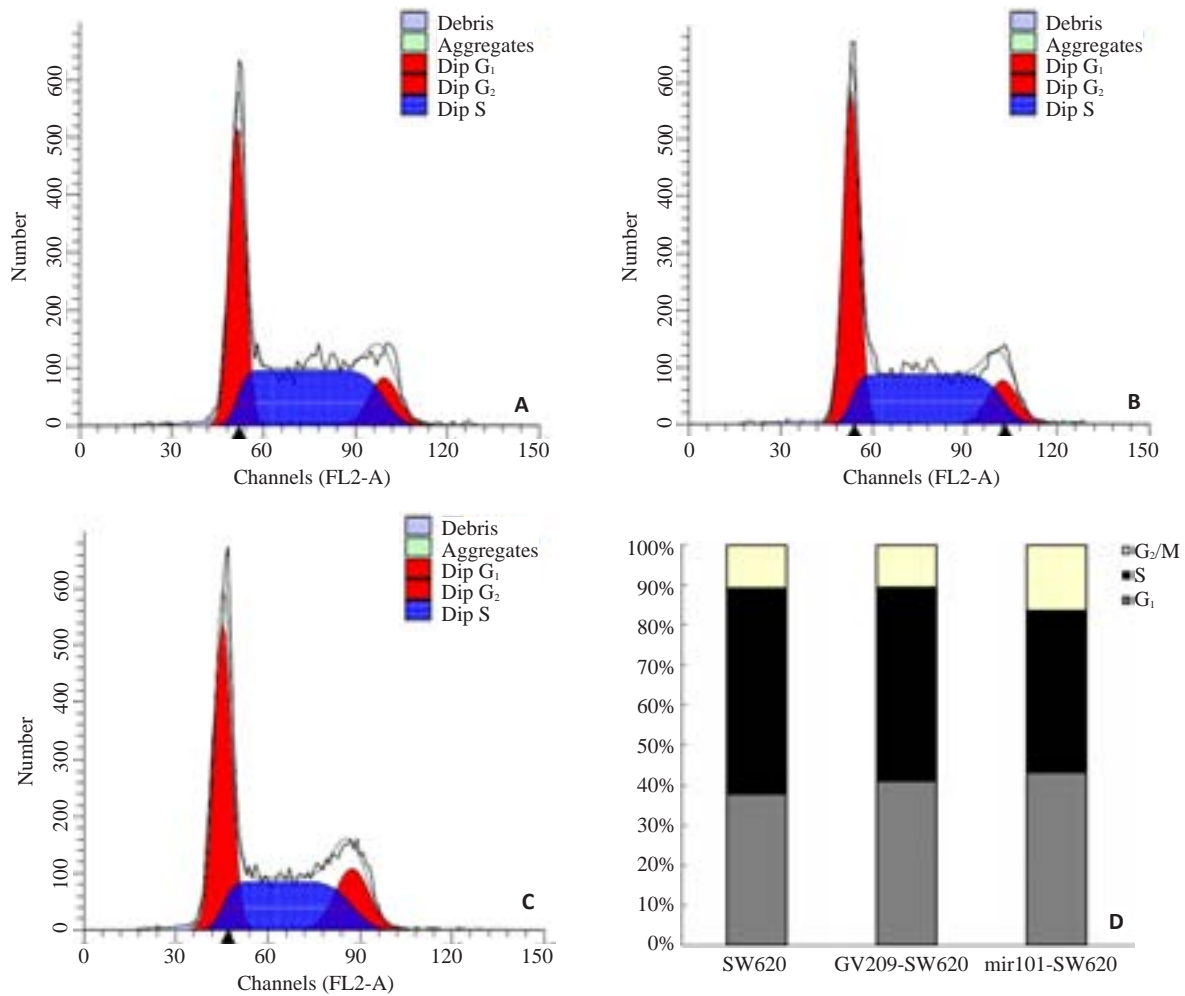 Debris
Aggregates
Dip G₁
Dip G₂
Dip S
Number
600
500
400
300
200
100
0
A
0 30 60 90 120 150
Channels (FL2-A)
Debris
Aggregates
Dip G₁
Dip G₂
Dip S
Number
600
500
400
300
200
100
0
B
0 30 60 90 120 150
Channels (FL2-A)
Debris
Aggregates
Dip G₁
Dip G₂
Dip S
Number
600
500
400
300
200
100
0
C
0 30 60 90 120 150
Channels (FL2-A)
100%
90%
80%
70%
60%
50%
40%
30%
20%
10%
0%
G₂/M
S
G₁
D
SW620 GV209-SW620 mir101-SW620